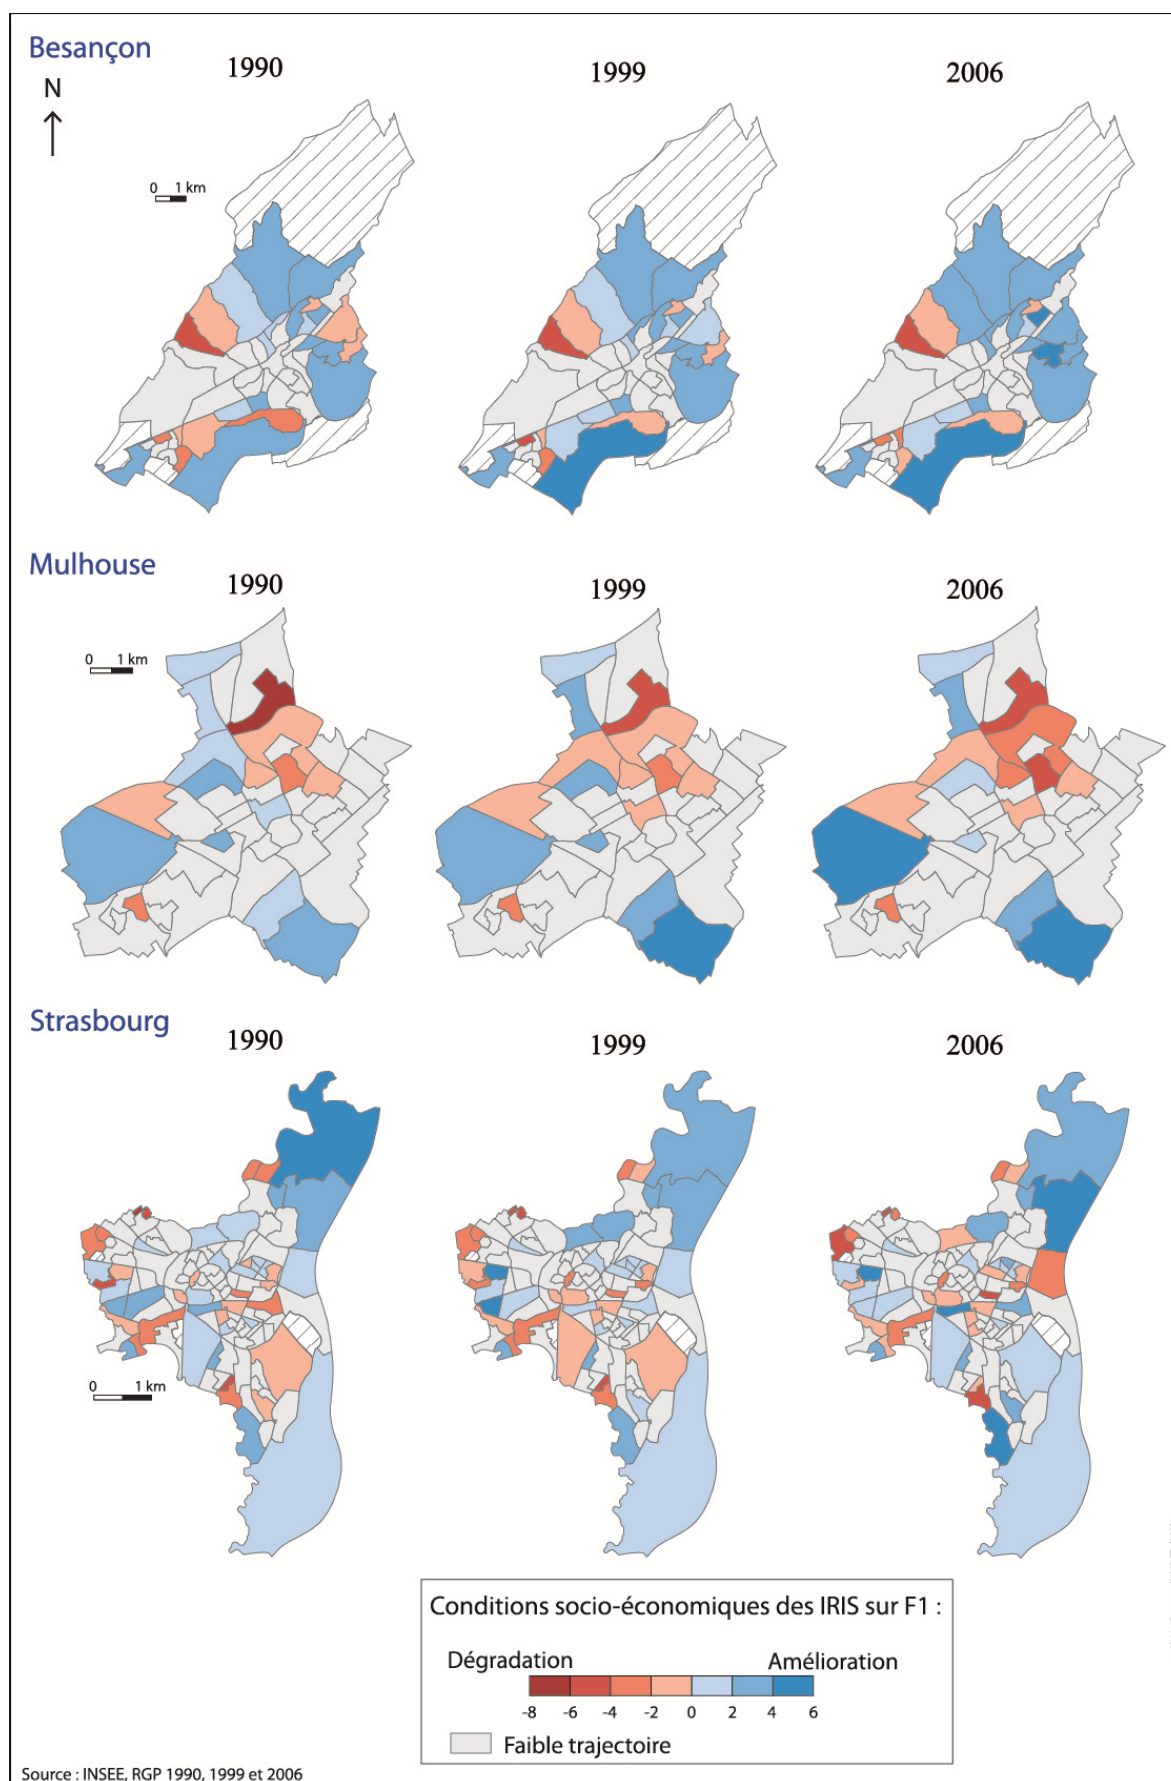 Besançon
1990 1999 2006
N
0 1 km
Mulhouse
1990 1999 2006
0 1 km
Strasbourg
1990 1999 2006
0 1 km
Conditions socio-économiques des IRIS sur F1 :
Dégradation Amélioration
-8 -6 -4 -2 0 2 4 6
Faible trajectoire
Source : INSEE, RGP 1990, 1999 et 2006